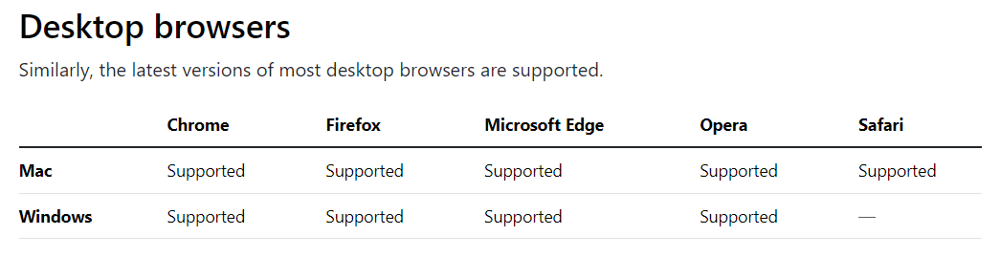 Desktop browsers
Similarly, the latest versions of most desktop browsers are supported.
Chrome Firefox Microsoft Edge Opera Safari
Mac Supported Supported Supported Supported Supported
Windows Supported Supported Supported Supported —